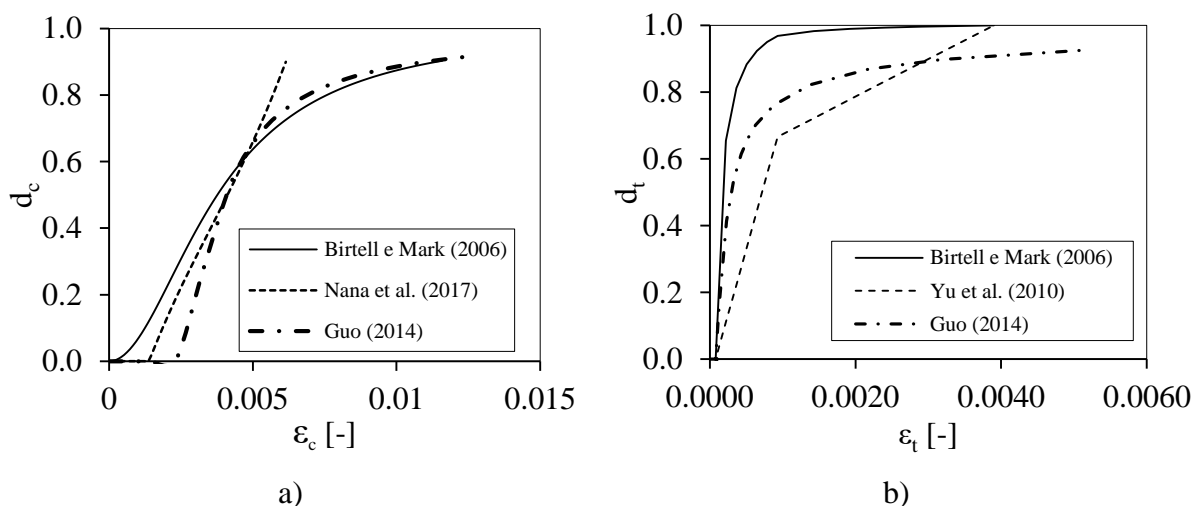 1.0
0.8
0.6
0.4
0.2
0.0
d_c
Birtell e Mark (2006)
Nana et al. (2017)
Guo (2014)
0
0.005
0.01
0.015
ε_c [-]
a)
1.0
0.8
0.6
0.4
0.2
0.0
d_t
Birtell e Mark (2006)
Yu et al. (2010)
Guo (2014)
0.0000
0.0020
0.0040
0.0060
ε_t [-]
b)